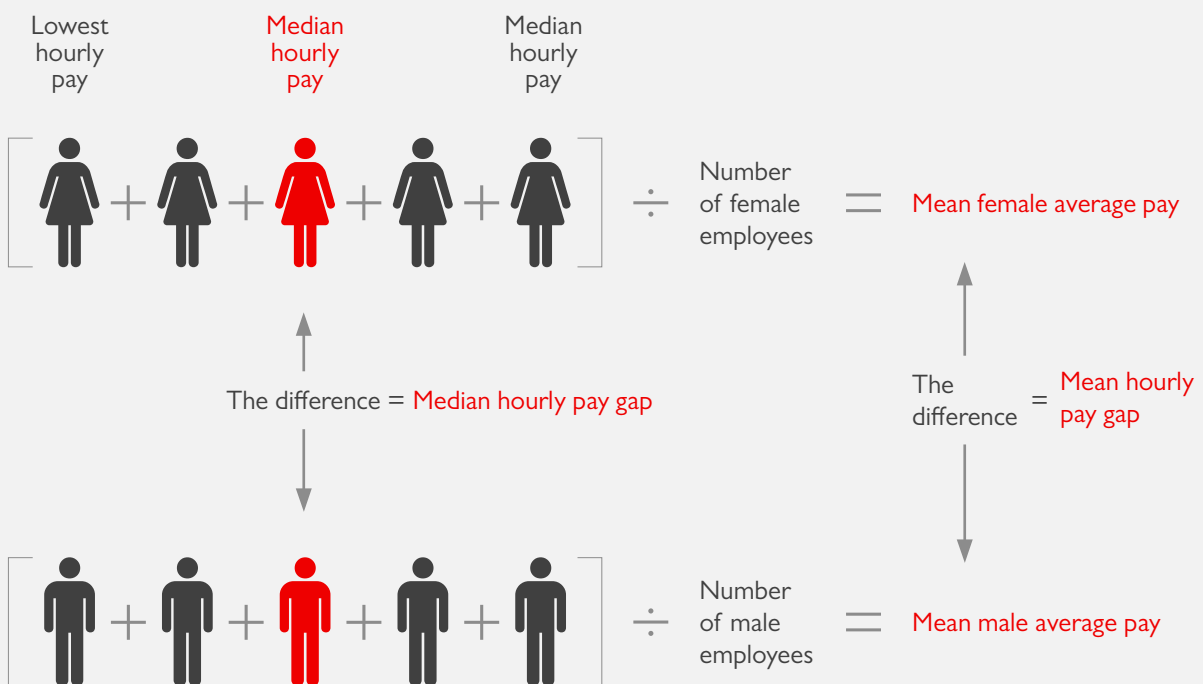 Lowest
hourly
pay
Median
hourly
pay
Median
hourly
pay
[ + + + + ] ÷
Number
of female
employees
= Mean female average pay
The difference = Median hourly pay gap
The
difference
= Mean hourly
pay gap
[ + + + + ] ÷
Number
of male
employees
= Mean male average pay